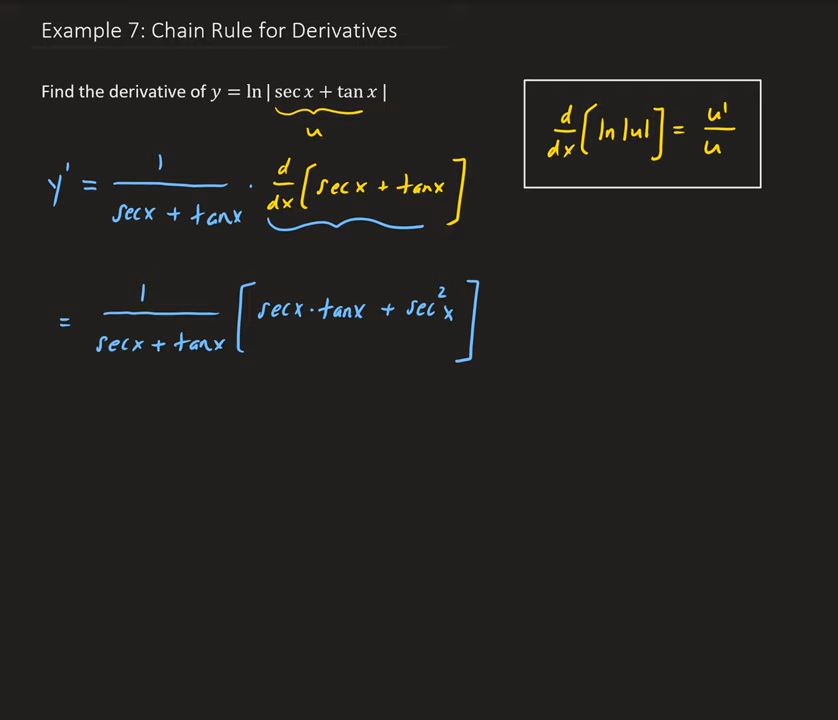 Example 7: Chain Rule for Derivatives
Find the derivative of y = ln | sec x + tan x |
u
d/dx [ln |u|] = u'/u
y' = 1/(secx + tanx) · d/dx [secx + tanx]
= 1/(secx + tanx) [secx · tanx + sec²x]